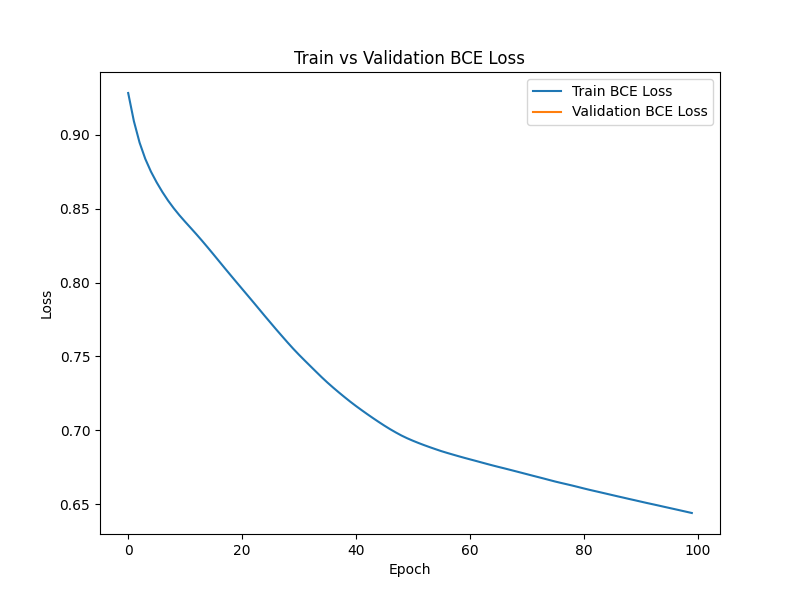 Train vs Validation BCE Loss
Train BCE Loss
Validation BCE Loss
0.90
0.85
0.80
0.75
0.70
0.65
Loss
0 20 40 60 80 100
Epoch